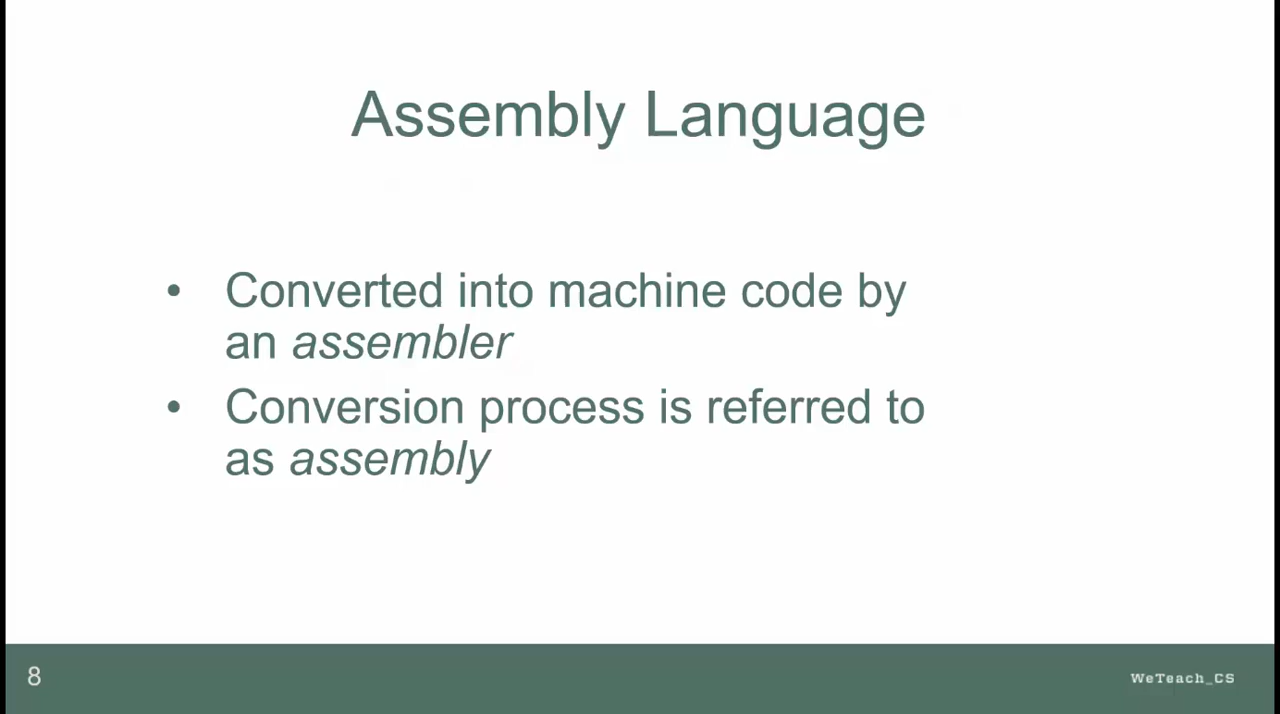 Assembly Language
• Converted into machine code by
an assembler
• Conversion process is referred to
as assembly
8
WeTeach_CS